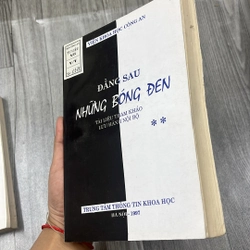 VIỆN KHOA HỌC CÔNG AN
ĐẰNG SAU
NHỮNG BÓNG ĐEN
TÀI LIỆU THAM KHẢO
LƯU HÀNH NỘI BỘ
**
TRUNG TÂM THÔNG TIN KHOA HỌC
HÀ NỘI - 1993